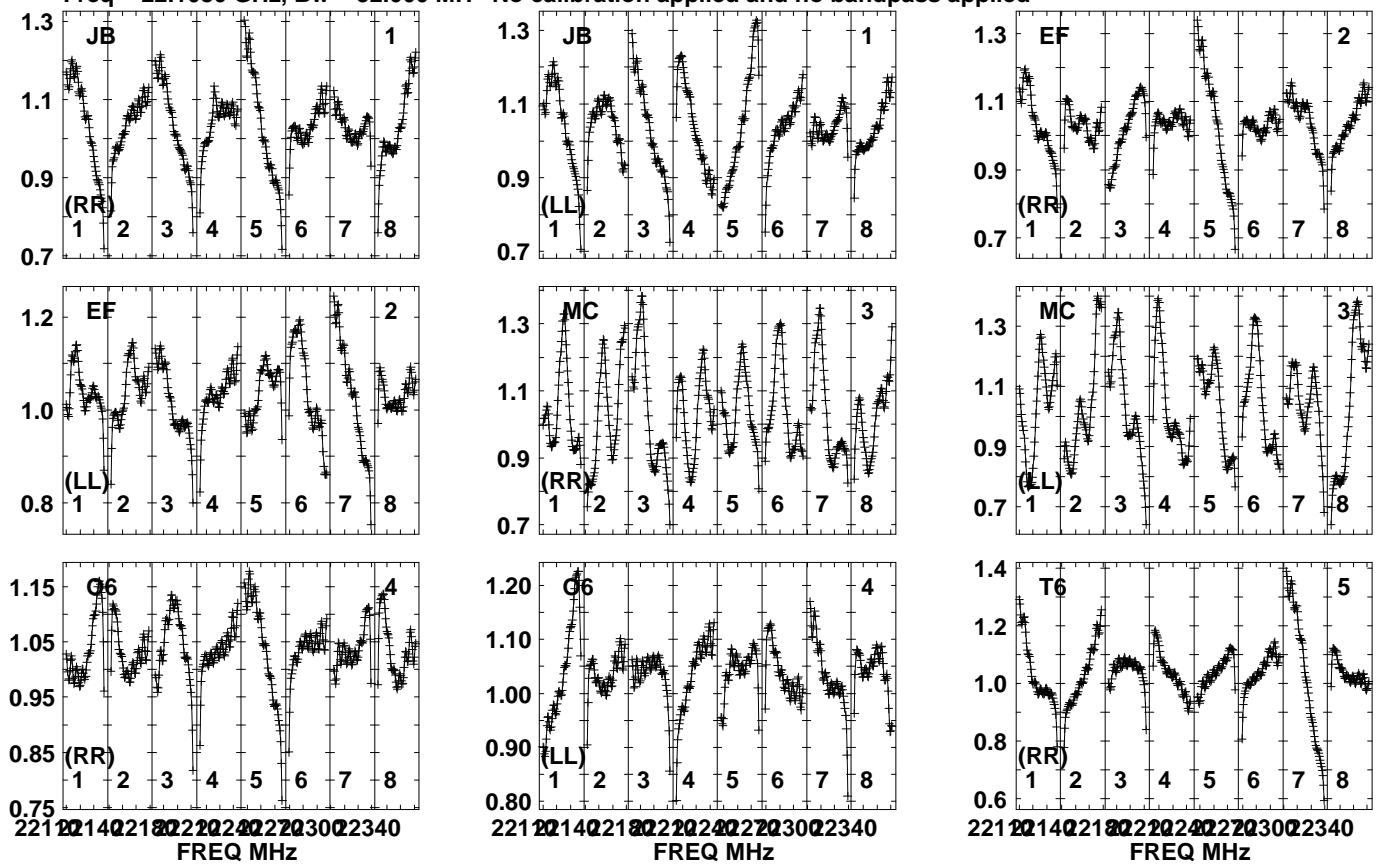 No calibration applied and no bandpass applied
1.3 JB 1 JB 1 EF 2
1.3 1.3
1.1 1.1 1.1
0.9 0.9 0.9
(RR) (LL) (RR)
1 2 3 4 5 6 7 8 1 2 3 4 5 6 7 8 1 2 3 4 5 6 7 8
0.7 0.7 0.7
EF 2 MC 3 MC 3
1.2 1.3 1.3
1.0 1.1 1.1
0.9 0.9
(LL) (RR) (LL)
0.8 1 2 3 4 5 6 7 8 1 2 3 4 5 6 7 8 1 2 3 4 5 6 7 8
0.7 0.7
O6 4 O6 4 T6 5
1.15 1.20 1.4
1.05 1.10 1.2
0.95 1.00 1.0
0.85 0.90 0.8
(RR) (LL) (RR)
1 2 3 4 5 6 7 8 1 2 3 4 5 6 7 8 1 2 3 4 5 6 7 8
0.75 0.80 0.6
FREQ MHz FREQ MHz FREQ MHz